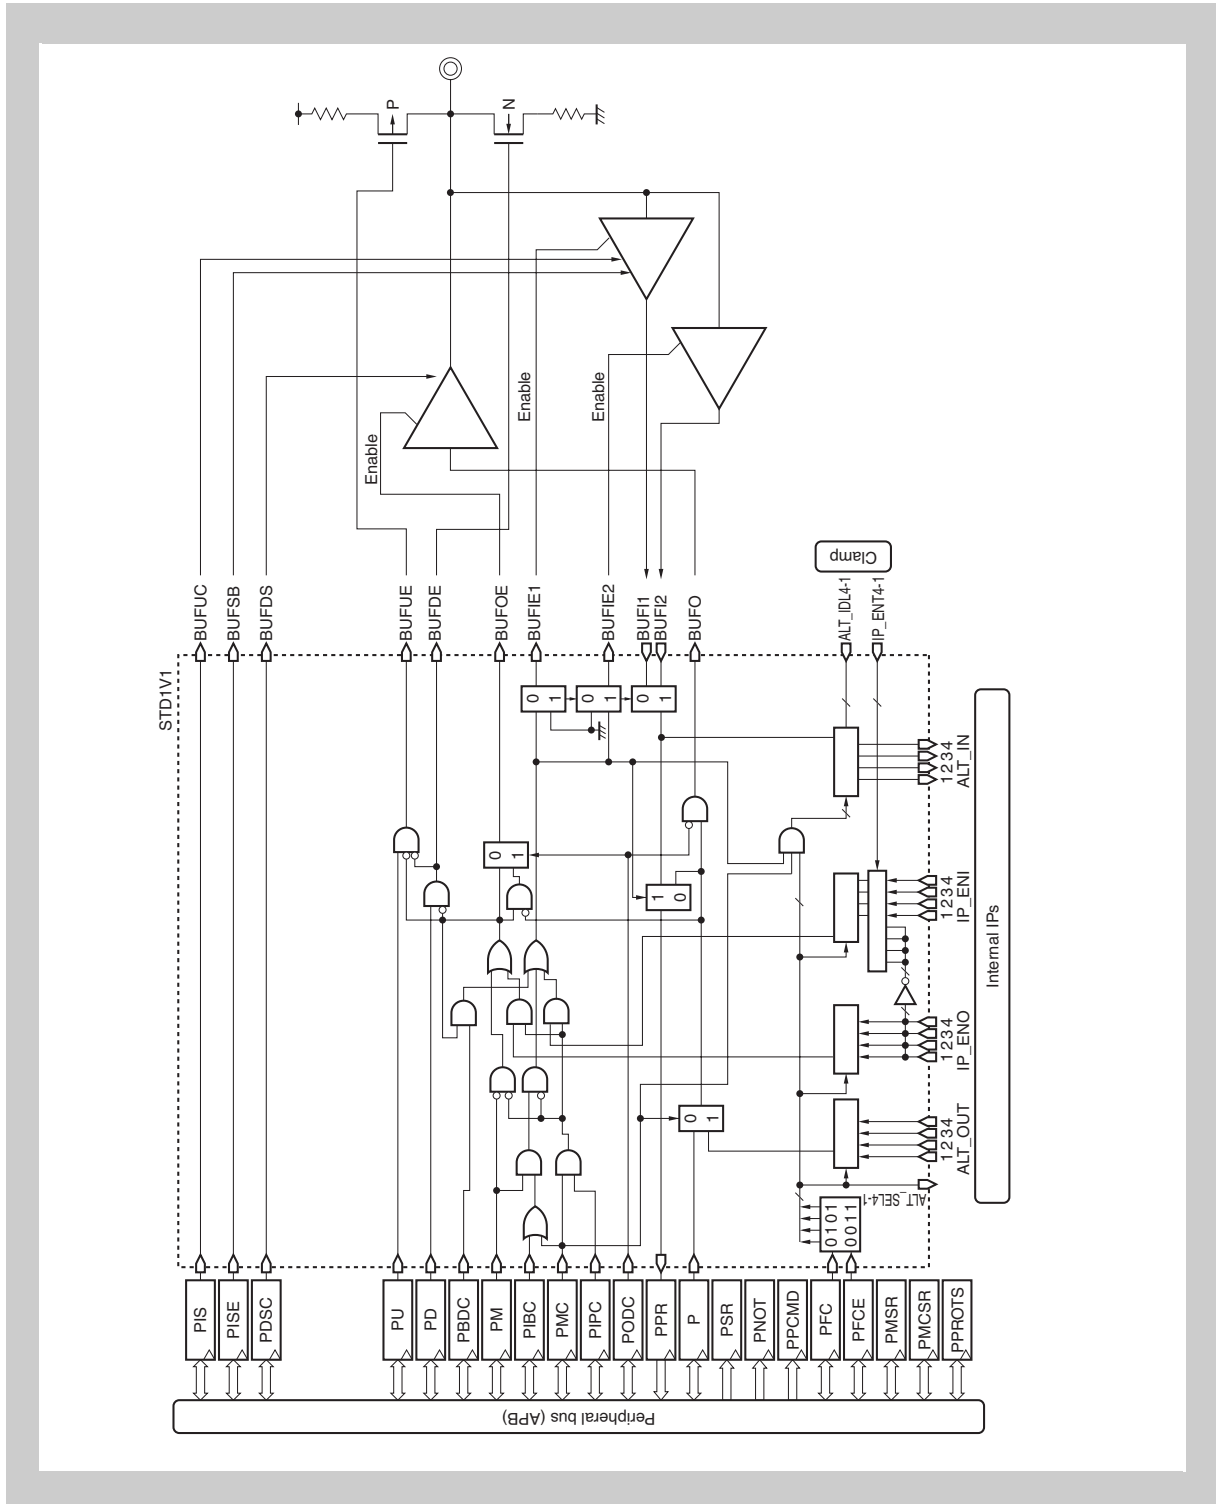 P
N
Enable
Enable
Enable
BUFUC
BUFSB
BUFDS
BUFUE
BUFDE
BUFOE
BUFIE1
BUFIE2
BUFI1
BUFI2
BUFO
ALT_IDL4-1
IP_ENT4-1
Clamp
STD1V1
0 1
0 1
0 1
0 1
1 0
0 1
1 2 3 4
ALT_IN
1 2 3 4
IP_ENI
1 2 3 4
IP_ENO
1 2 3 4
ALT_OUT
ALT_SEL4-1
0 1 0 1
0 0 1 1
Internal IPs
PIS
PISE
PDSC
PU
PD
PBDC
PM
PIBC
PMC
PIPC
PODC
PPR
P
PSR
PNOT
PPCMD
PFC
PFCE
PMSR
PMCSR
PPROTS
Peripheral bus (APB)